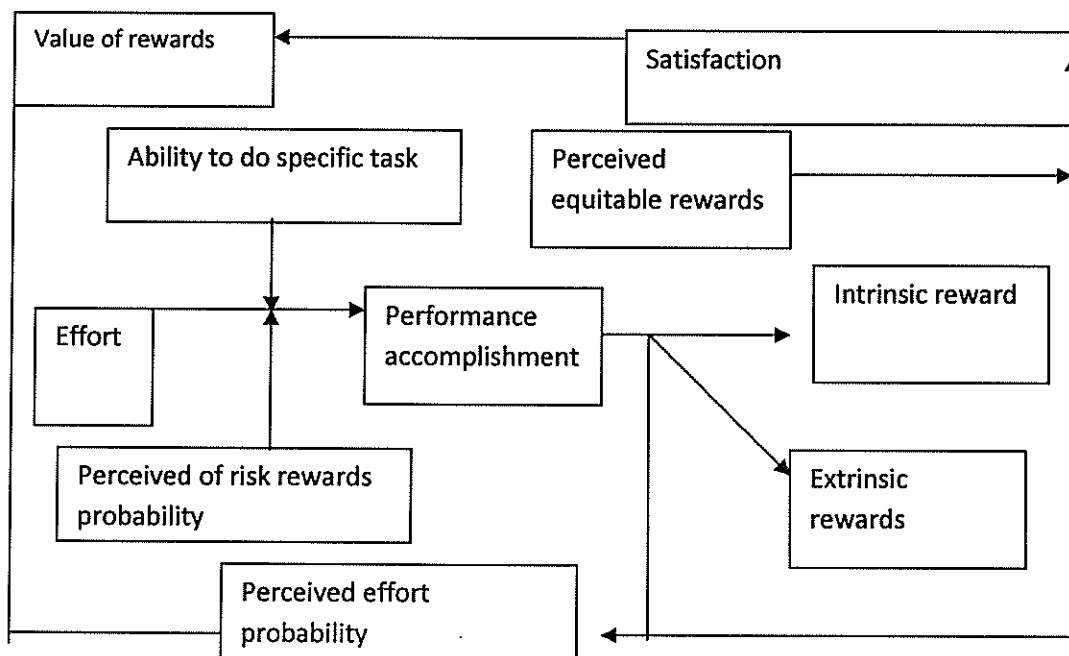 Value of rewards
Satisfaction
Ability to do specific task
Perceived
equitable rewards
Intrinsic reward
Effort
Performance
accomplishment
Perceived of risk rewards
probability
Extrinsic
rewards
Perceived effort
probability